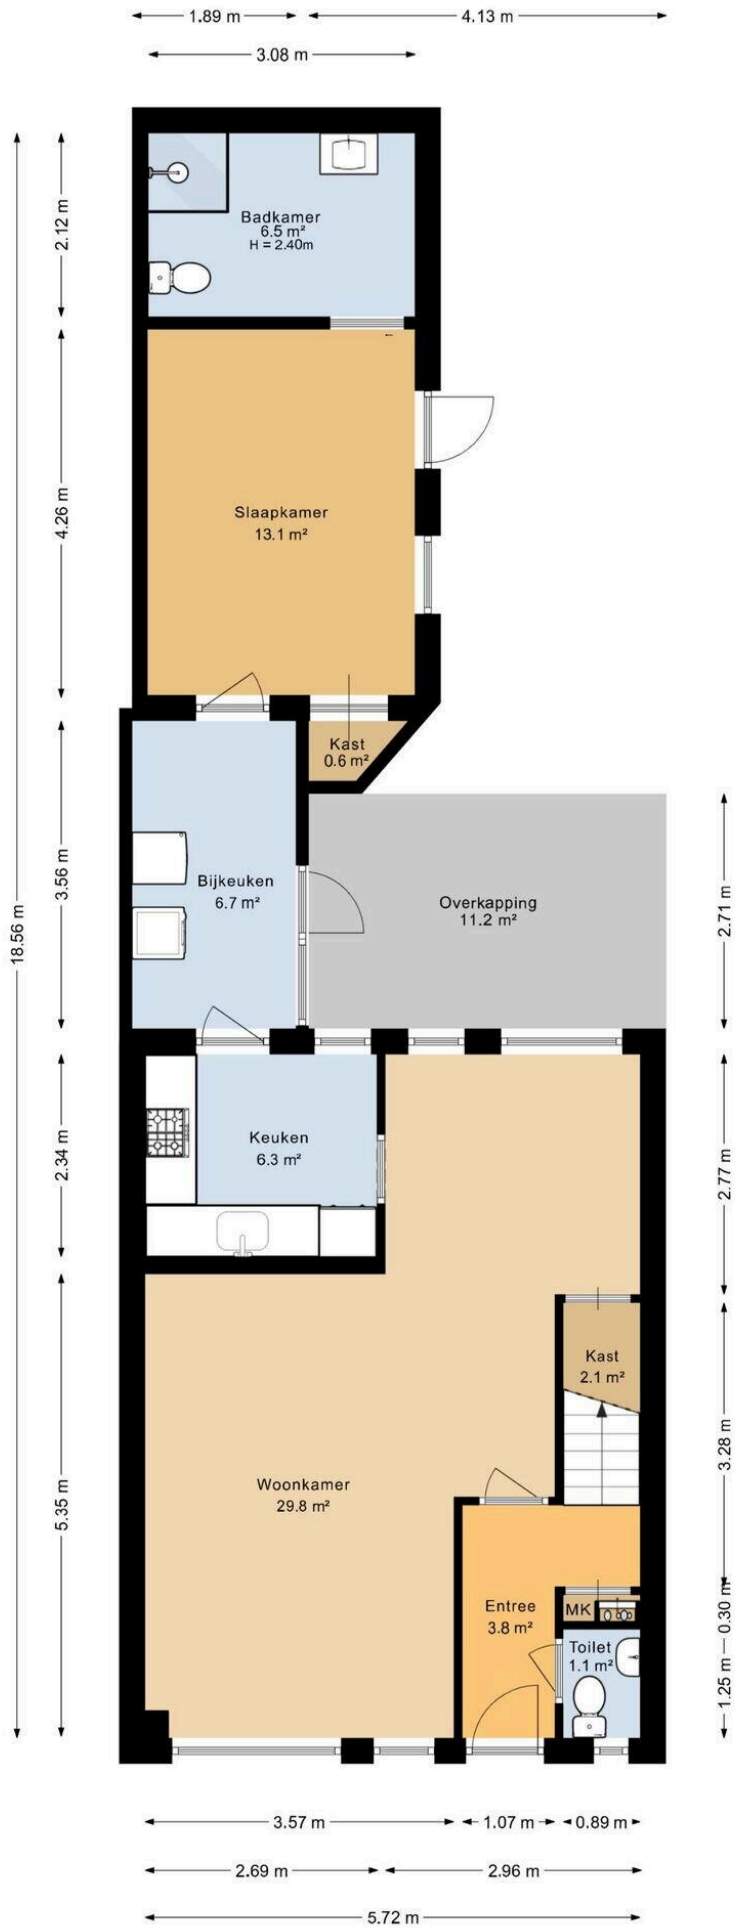 1.89 m
4.13 m
3.08 m
2.12 m
Badkamer
6.5 m²
H = 2.40m
4.26 m
Slaapkamer
13.1 m²
Kast
0.6 m²
18.56 m
3.56 m
Bijkeuken
6.7 m²
Overkapping
11.2 m²
2.71 m
2.34 m
Keuken
6.3 m²
2.77 m
Kast
2.1 m²
3.28 m
5.35 m
Woonkamer
29.8 m²
Entree
3.8 m²
MK
0.30 m
Toilet
1.1 m²
1.25 m
3.57 m
1.07 m
0.89 m
2.69 m
2.96 m
5.72 m